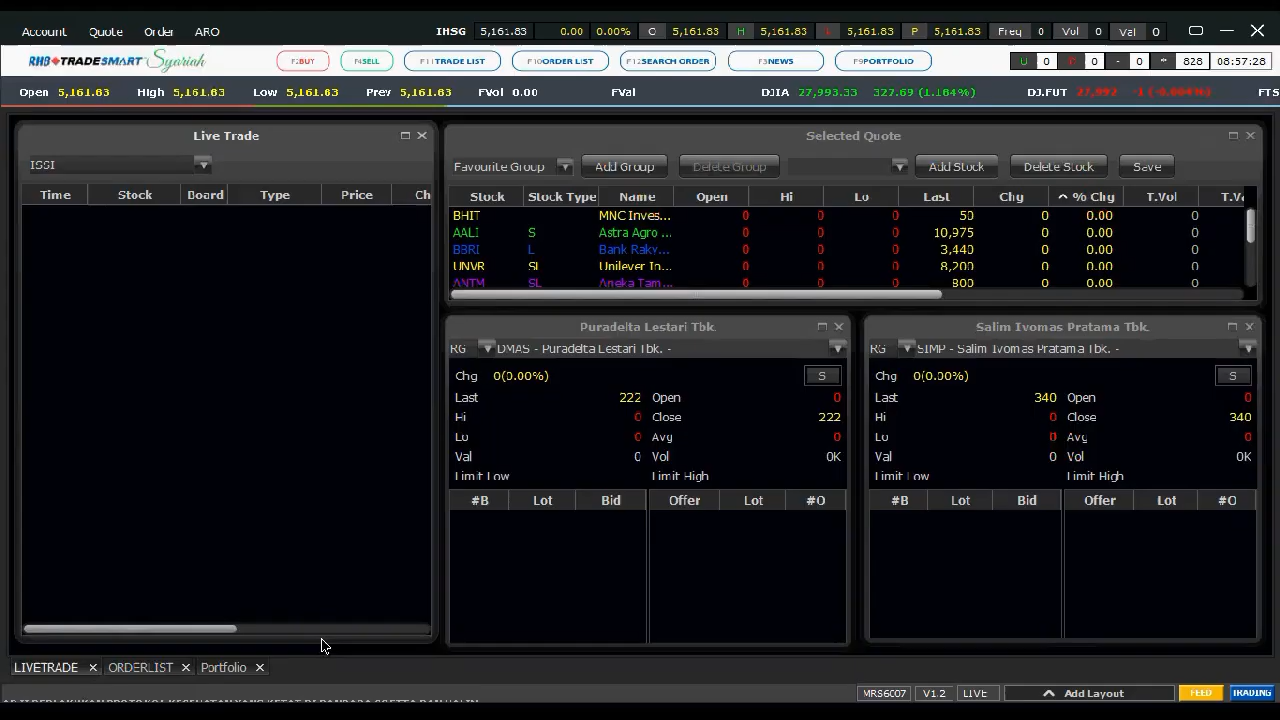 Account Quote Order ARO IHSG 5,161.83 0.00 0.00% O 5,161.83 H 5,161.83 L 5,161.83 P 5,161.83 Freq 0 Vol 0 Val 0
RHB TRADESMART Syariah F2BUY F4SELL F11TRADE LIST F10ORDER LIST F12SEARCH ORDER F3NEWS F9PORTFOLIO U 0 D 0 - 0 * 828 08:57:28
Open 5,161.83 High 5,161.83 Low 5,161.83 Prev 5,161.83 FVol 0.00 FVal DJIA 27,993.33 327.69 (1.184%) DJ.FUT 27,992 -1 (-0.004%) FTS
Live Trade
ISSI
Time Stock Board Type Price Ch
Selected Quote
Favourite Group Add Group Delete Group Add Stock Delete Stock Save
Stock Stock Type Name Open Hi Lo Last Chg % Chg T.Vol T.Va
BHIT MNC Inves... 0 0 0 50 0 0.00 0
AALI S Astra Agro ... 0 0 0 10,975 0 0.00 0
BBRI L Bank Raky... 0 0 0 3,440 0 0.00 0
UNVR SL Unilever In... 0 0 0 8,200 0 0.00 0
ANTM SL Aneka Tam... 0 0 0 800 0 0.00 0
Puradelta Lestari Tbk.
RG DMAS - Puradelta Lestari Tbk. -
Chg 0(0.00%) S
Last 222 Open 0
Hi 0 Close 222
Lo 0 Avg 0
Val 0 Vol 0K
Limit Low Limit High
#B Lot Bid Offer Lot #O
Salim Ivomas Pratama Tbk.
RG SIMP - Salim Ivomas Pratama Tbk. -
Chg 0(0.00%) S
Last 340 Open 0
Hi 0 Close 340
Lo 0 Avg 0
Val 0 Vol 0K
Limit Low Limit High
#B Lot Bid Offer Lot #O
LIVETRADE ORDERLIST Portfolio
MRS6007 V1.2 LIVE Add Layout FEED TRADING